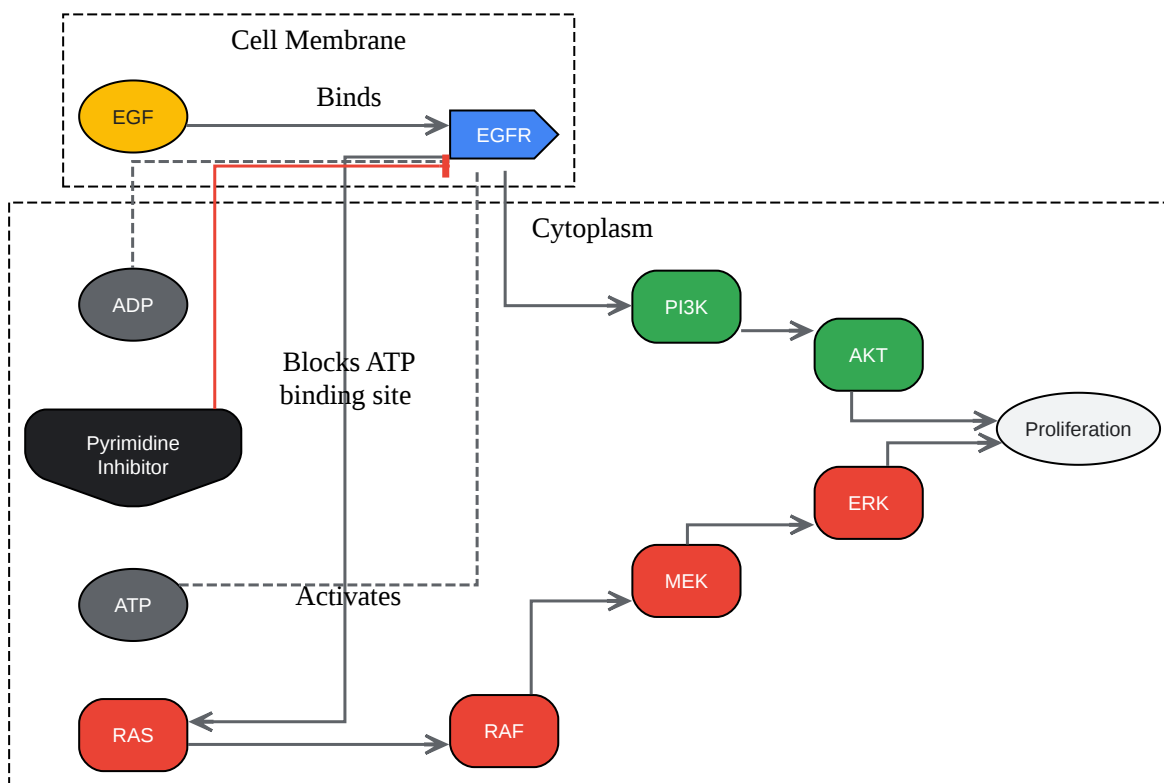 Cell Membrane
EGF
Binds
EGFR
Cytoplasm
ADP
PI3K
AKT
Blocks ATP
binding site
Pyrimidine
Inhibitor
Proliferation
ERK
MEK
ATP
Activates
RAS
RAF